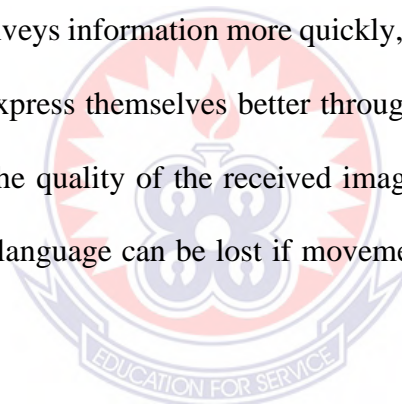 nveys information more quickly,
xpress themselves better throug
he quality of the received imag
language can be lost if moveme
EDUCATION FOR SERVICE